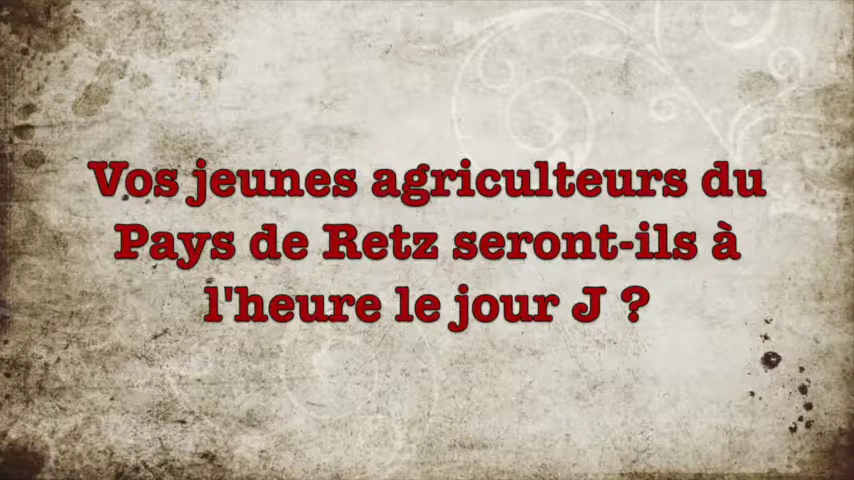 Vos jeunes agriculteurs du
Pays de Retz seront-ils à
l'heure le jour J ?